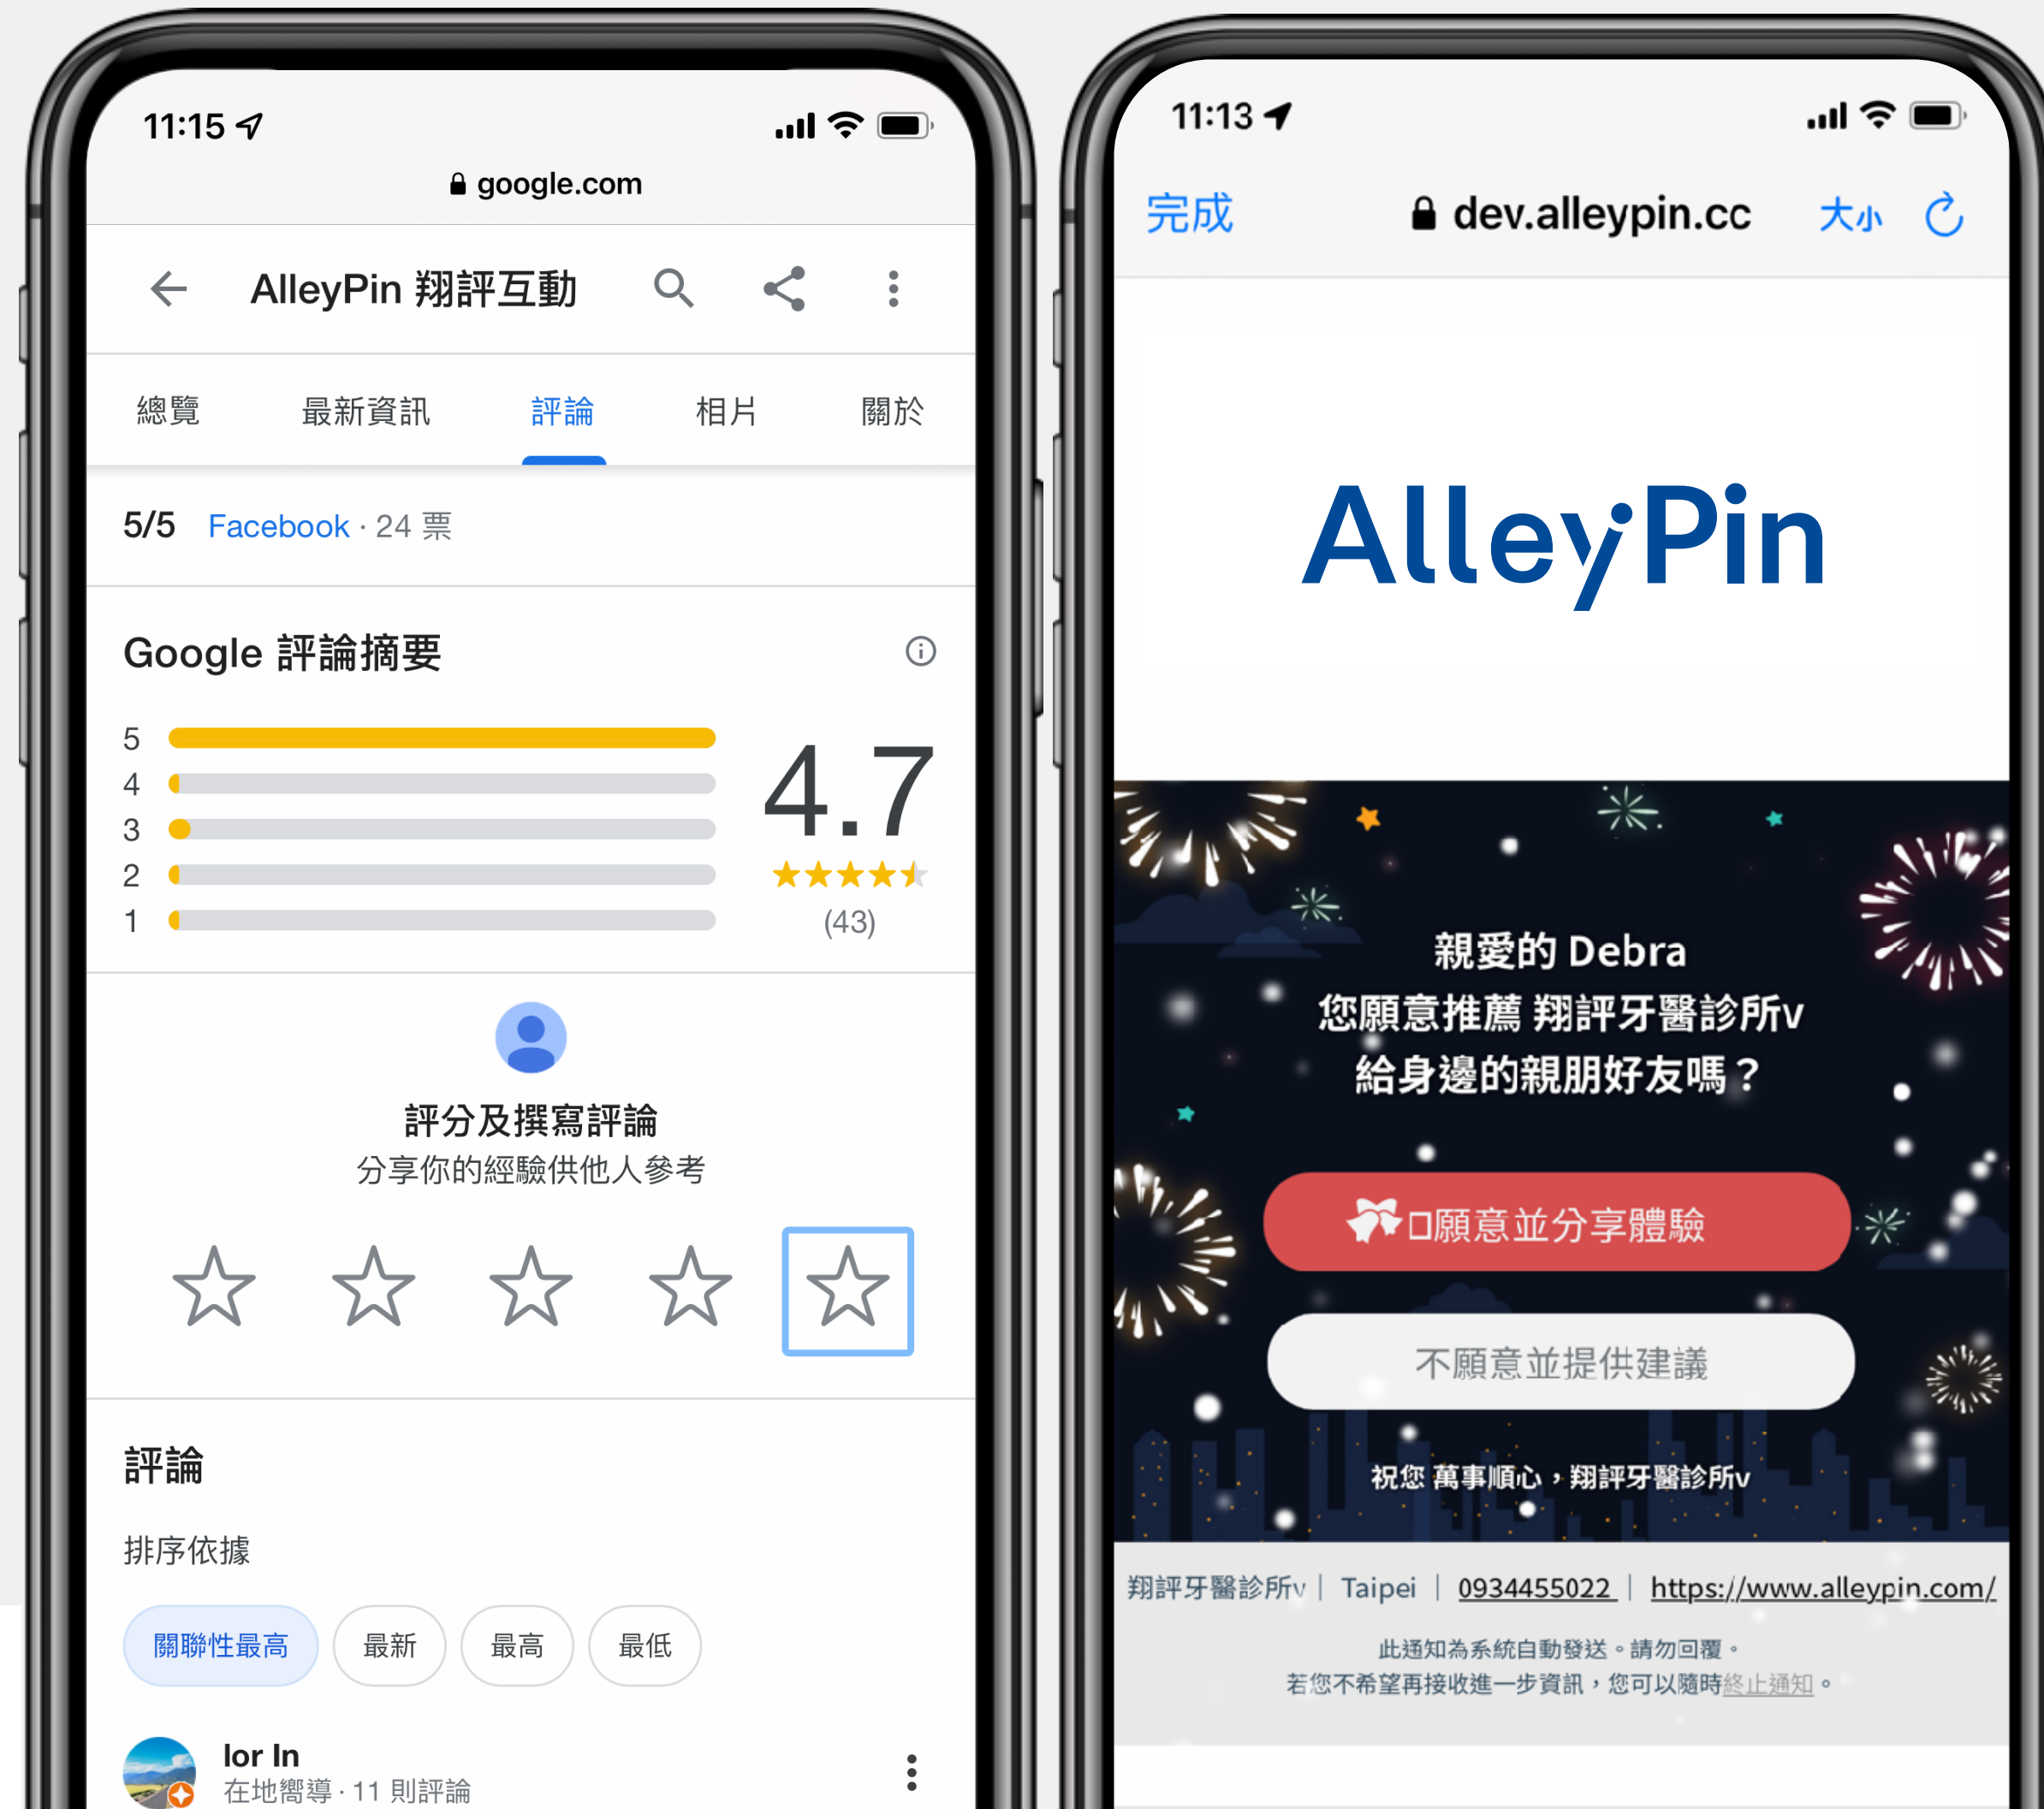 11:15
google.com
AlleyPin 翔評互動
總覽 最新資訊 評論 相片 關於
5/5 Facebook · 24 票
Google 評論摘要
5
4
3
2
1
4.7
(43)
評分及撰寫評論
分享你的經驗供他人參考
評論
排序依據
關聯性最高 最新 最高 最低
lor In
在地嚮導 · 11 則評論
11:13
完成 dev.alleypin.cc 大小
AlleyPin
親愛的 Debra
您願意推薦 翔評牙醫診所v
給身邊的親朋好友嗎？
願意並分享體驗
不願意並提供建議
祝您 萬事順心，翔評牙醫診所v
翔評牙醫診所v｜ Taipei ｜ 0934455022 ｜ https://www.alleypin.com/
此通知為系統自動發送。請勿回覆。
若您不希望再接收進一步資訊，您可以隨時終止通知。